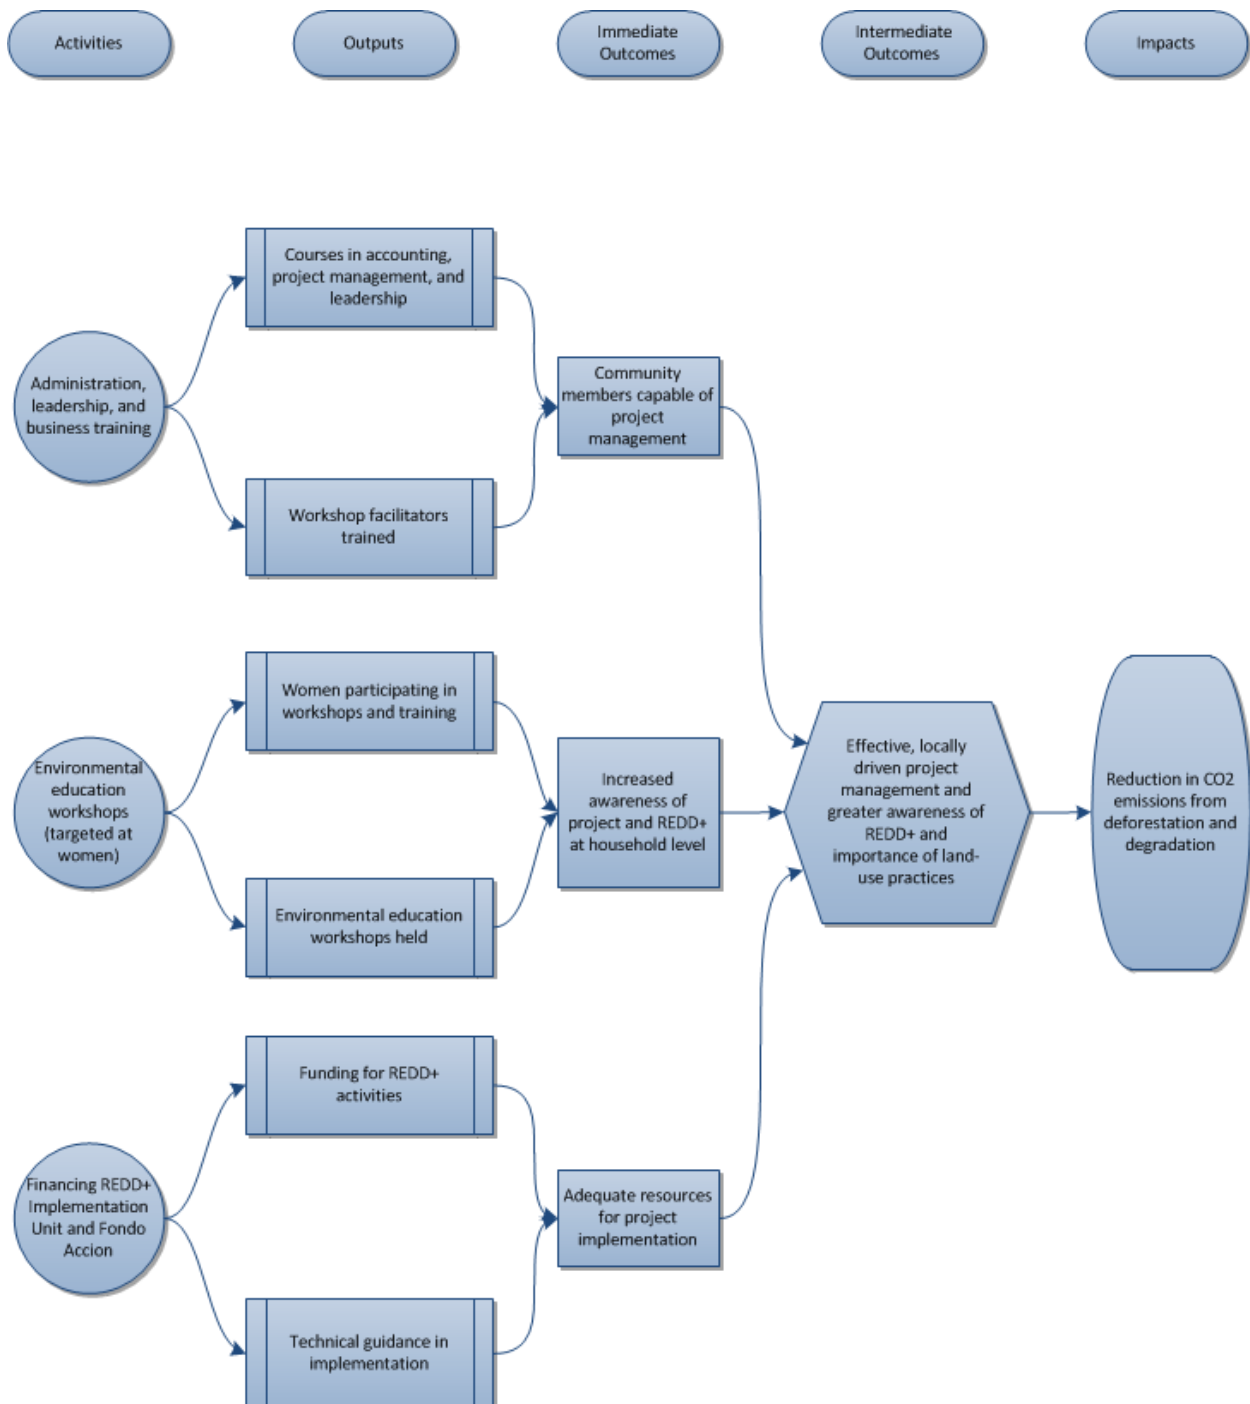 Activities
Outputs
Immediate
Outcomes
Intermediate
Outcomes
Impacts
Courses in accounting,
project management, and
leadership
Administration,
leadership, and
business training
Community
members capable of
project
management
Workshop facilitators
trained
Women participating in
workshops and training
Environmental
education
workshops
(targeted at
women)
Increased
awareness of
project and REDD+
at household level
Effective, locally
driven project
management and
greater awareness of
REDD+ and
importance of land-
use practices
Reduction in CO2
emissions from
deforestation and
degradation
Environmental education
workshops held
Funding for REDD+
activities
Financing REDD+
Implementation
Unit and Fondo
Accion
Adequate resources
for project
implementation
Technical guidance in
implementation